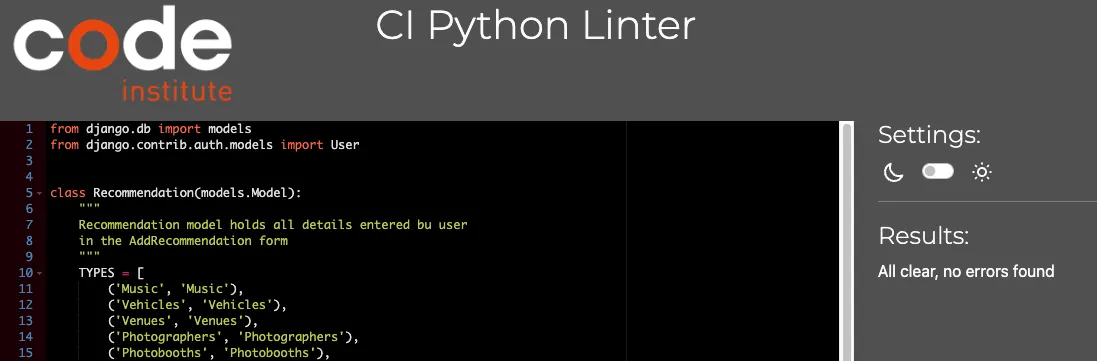 code
institute
CI Python Linter
1 from django.db import models
2 from django.contrib.auth.models import User
3
4
5 class Recommendation(models.Model):
6 """
7 Recommendation model holds all details entered bu user
8 in the AddRecommendation form
9 """
10 TYPES = [
11 ('Music', 'Music'),
12 ('Vehicles', 'Vehicles'),
13 ('Venues', 'Venues'),
14 ('Photographers', 'Photographers'),
15 ('Photobooths', 'Photobooths'),
Settings:
Results:
All clear, no errors found